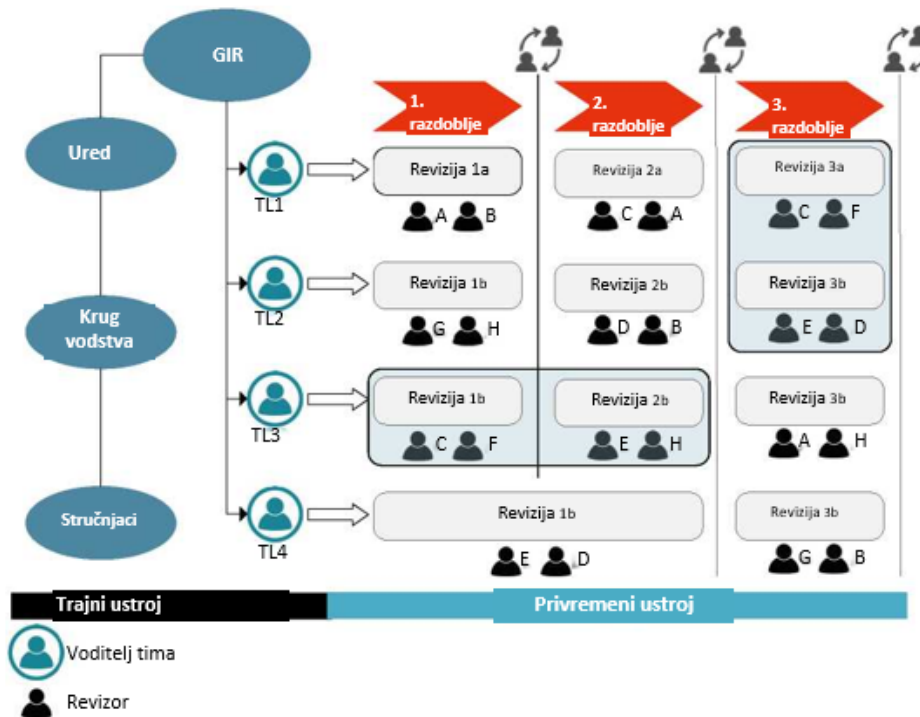 GIR
1.
razdoblje
2.
razdoblje
3.
razdoblje
Ured
TL1
Revizija 1a
A B
Revizija 2a
C A
Revizija 3a
C F
Krug
vodstva
TL2
Revizija 1b
G H
Revizija 2b
D B
Revizija 3b
E D
TL3
Revizija 1b
C F
Revizija 2b
E H
Revizija 3b
A H
Stručnjaci
TL4
Revizija 1b
E D
Revizija 3b
G B
Trajni ustroj
Privremeni ustroj
Voditelj tima
Revizor